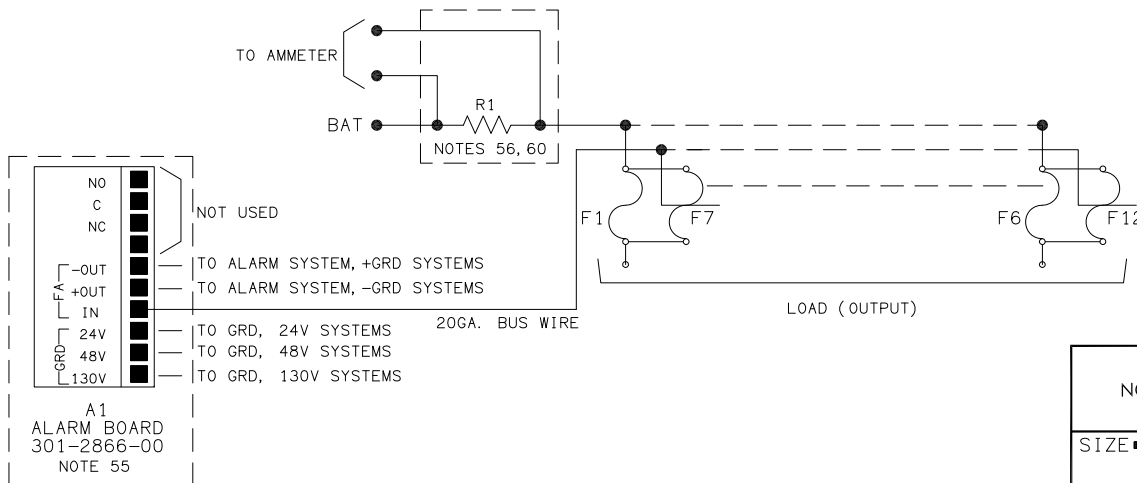 TO AMMETER
R1
BAT
NOTES 56, 60
NO
C
NC
NOT USED
-OUT
TO ALARM SYSTEM, +GRD SYSTEMS
FA
+OUT
TO ALARM SYSTEM, -GRD SYSTEMS
IN
20GA. BUS WIRE
24V
TO GRD, 24V SYSTEMS
GRD
48V
TO GRD, 48V SYSTEMS
130V
TO GRD, 130V SYSTEMS
A1
ALARM BOARD
301-2866-00
NOTE 55
F1
F7
F6
F12
LOAD (OUTPUT)
SIZE